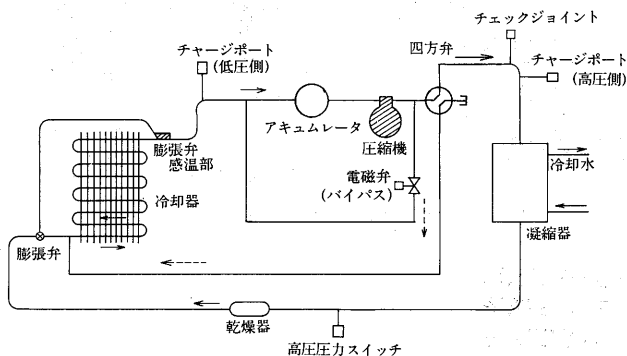 チェックジョイント
四方弁
チャージポート
(低圧側)
チャージポート
(高圧側)
アキュムレータ
圧縮機
膨張弁
感温部
冷却水
電磁弁
(バイパス)
冷却器
凝縮器
膨張弁
乾燥器
高圧圧力スイッチ